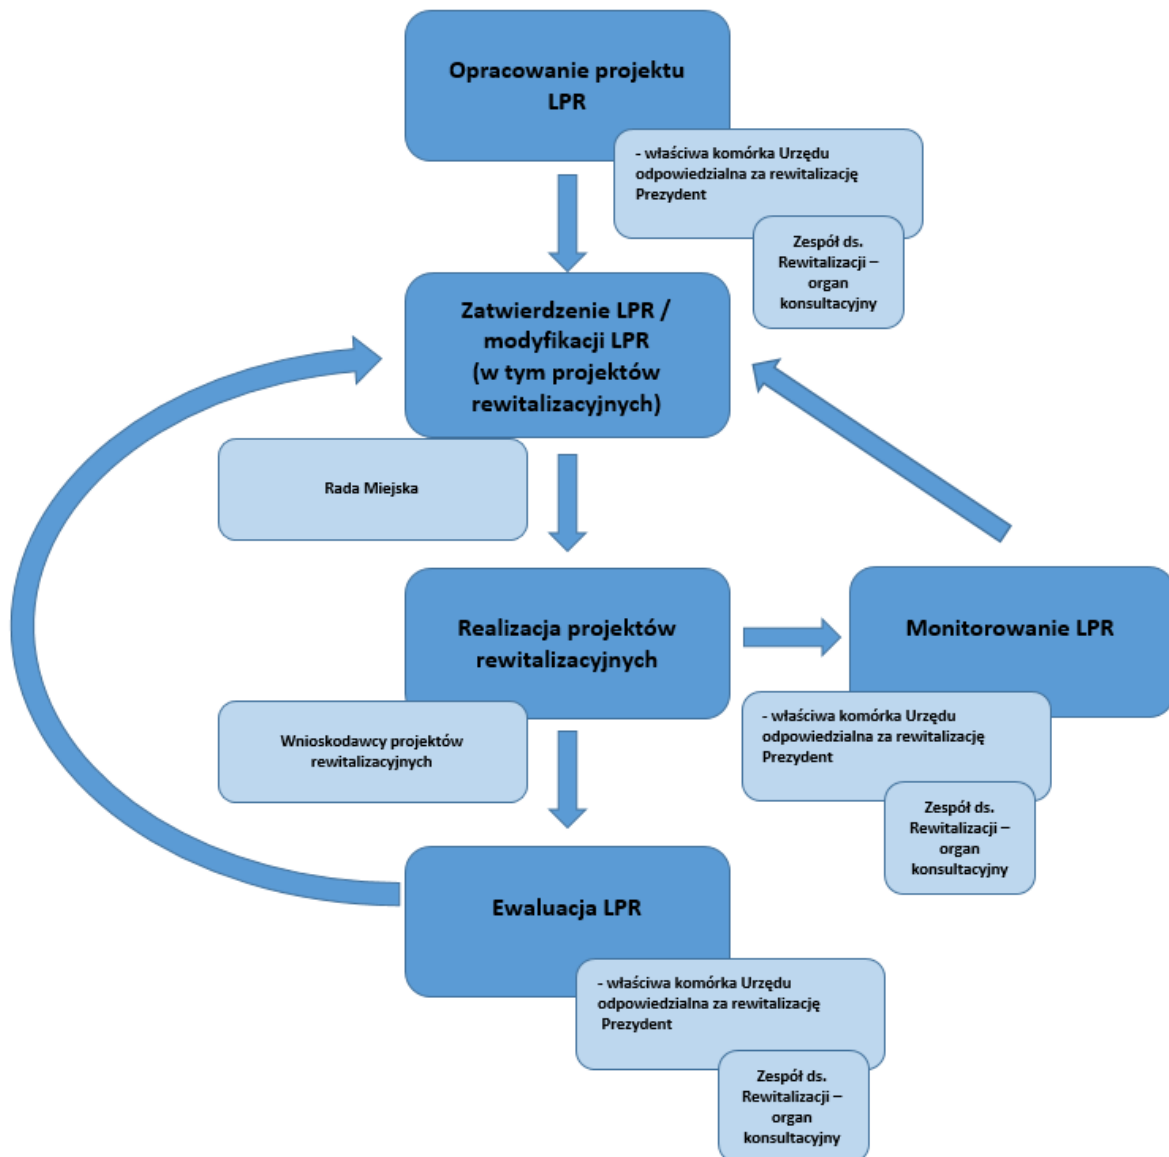 Opracowanie projektu
LPR
- właściwa komórka Urzędu
odpowiedzialna za rewitalizację
Prezydent
Zespół ds.
Rewitalizacji –
organ
konsultacyjny
Zatwierdzenie LPR /
modyfikacji LPR
(w tym projektów
rewitalizacyjnych)
Rada Miejska
Realizacja projektów
rewitalizacyjnych
Monitorowanie LPR
Wnioskodawcy projektów
rewitalizacyjnych
- właściwa komórka Urzędu
odpowiedzialna za rewitalizację
Prezydent
Zespół ds.
Rewitalizacji –
organ
konsultacyjny
Ewaluacja LPR
- właściwa komórka Urzędu
odpowiedzialna za rewitalizację
Prezydent
Zespół ds.
Rewitalizacji –
organ
konsultacyjny